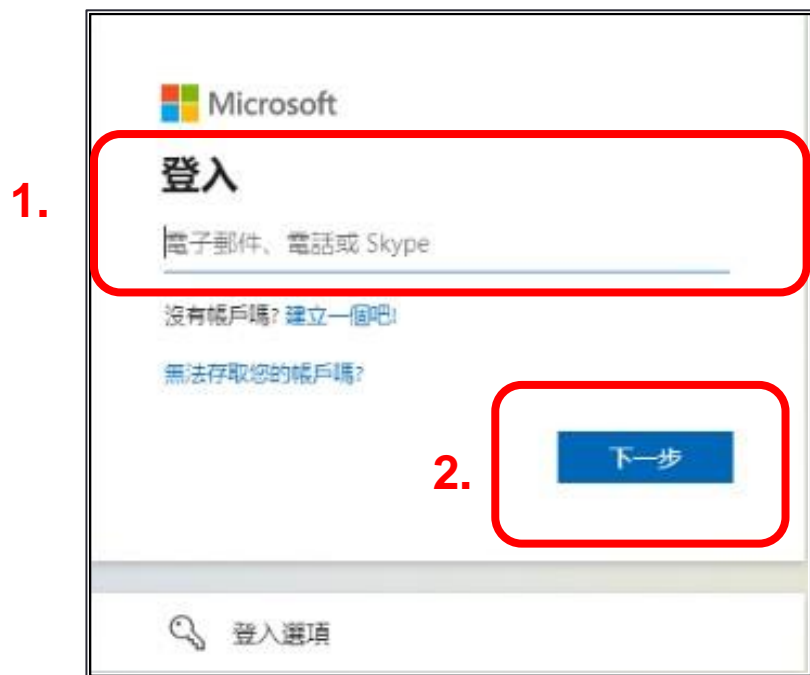 Microsoft
1.
登入
電子郵件、電話或 Skype
沒有帳戶嗎? 建立一個吧!
無法存取您的帳戶嗎?
2.
下一步
登入選項